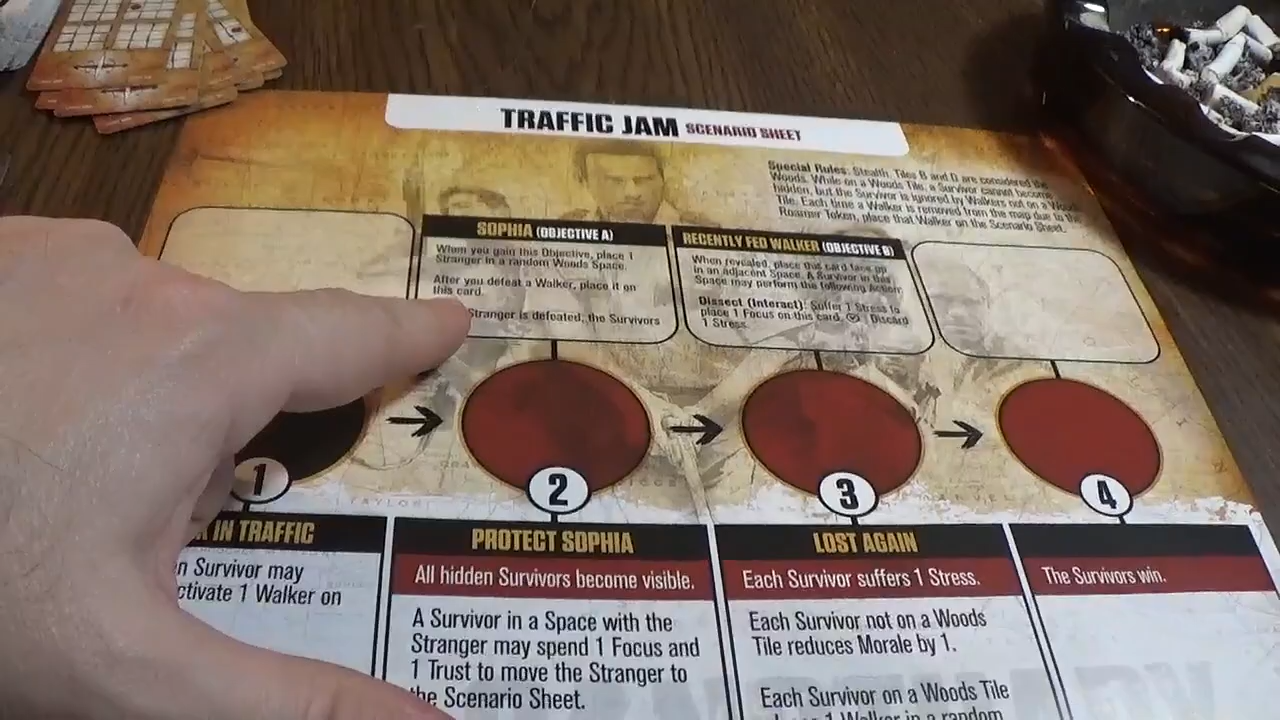 TRAFFIC JAM SCENARIO SHEET
Special Rules: Stealth. Tiles B and D are considered the
Woods. While on a Woods Tile, a Survivor cannot become
hidden, but the Survivor is ignored by Walkers not on a Woods
Tile. Each time a Walker is removed from the map due to the
Roamer Token, place that Walker on the Scenario Sheet.
SOPHIA (OBJECTIVE A)
When you gain this Objective, place 1
Stranger in a random Woods Space.
After you defeat a Walker, place it on
this card.
Stranger is defeated, the Survivors
RECENTLY FED WALKER (OBJECTIVE B)
When revealed, place this card face up
in an adjacent Space. A Survivor in this
Space may perform the following Action:
Dissect (Interact): Suffer 1 Stress to
place 1 Focus on this card. Discard
1 Stress.
1
2
3
4
IN TRAFFIC
n Survivor may
ctivate 1 Walker on
PROTECT SOPHIA
All hidden Survivors become visible.
A Survivor in a Space with the
Stranger may spend 1 Focus and
1 Trust to move the Stranger to
the Scenario Sheet.
LOST AGAIN
Each Survivor suffers 1 Stress.
Each Survivor not on a Woods
Tile reduces Morale by 1.
Each Survivor on a Woods Tile
1 Walker in a random
The Survivors win.